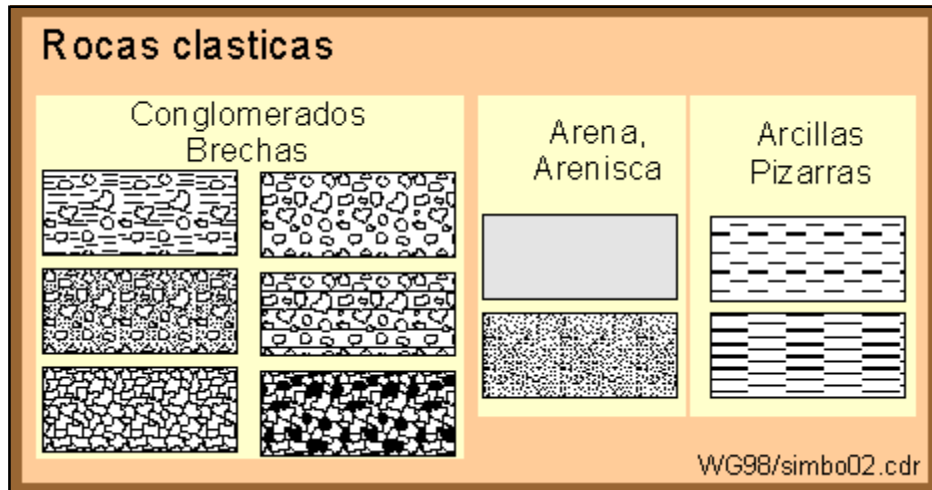 Rocas clasticas
Conglomerados
Brechas
Arena,
Arenisca
Arcillas
Pizarras
WG98/simbo02.cdr